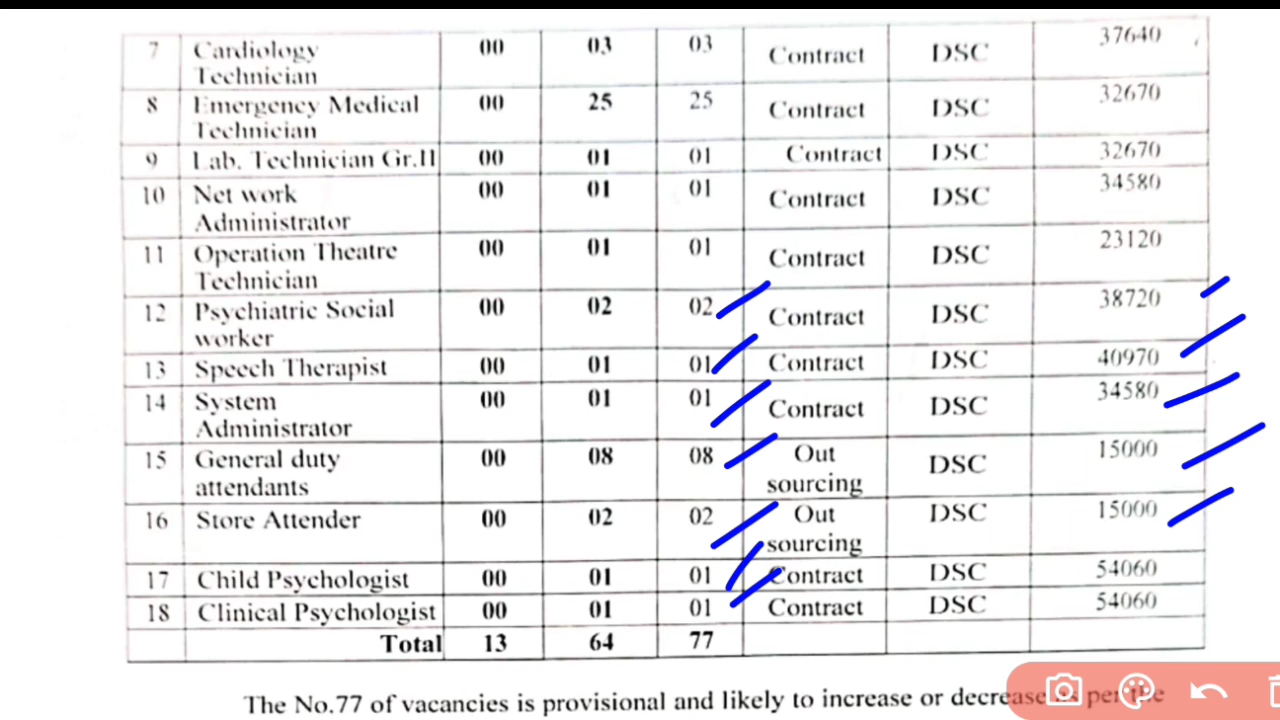 7 Cardiology Technician 00 03 03 Contract DSC 37640
8 Emergency Medical Technician 00 25 25 Contract DSC 32670
9 Lab. Technician Gr.II 00 01 01 Contract DSC 32670
10 Net work Administrator 00 01 01 Contract DSC 34580
11 Operation Theatre Technician 00 01 01 Contract DSC 23120
12 Psychiatric Social worker 00 02 02 Contract DSC 38720
13 Speech Therapist 00 01 01 Contract DSC 40970
14 System Administrator 00 01 01 Contract DSC 34580
15 General duty attendants 00 08 08 Out sourcing DSC 15000
16 Store Attender 00 02 02 Out sourcing DSC 15000
17 Child Psychologist 00 01 01 Contract DSC 54060
18 Clinical Psychologist 00 01 01 Contract DSC 54060
Total 13 64 77
The No.77 of vacancies is provisional and likely to increase or decrease as per the